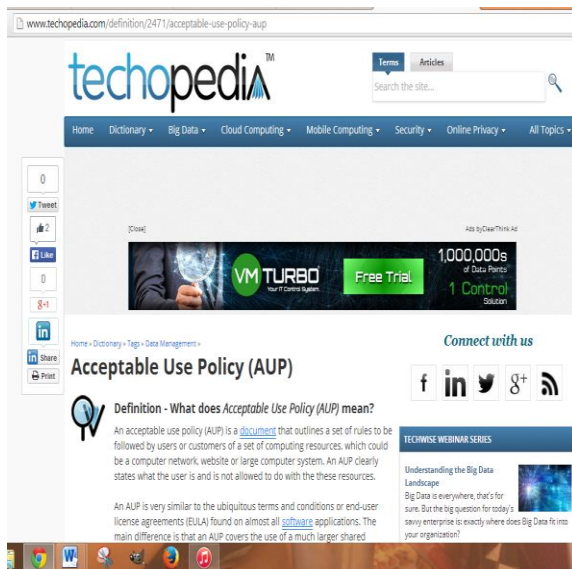 www.techopedia.com/definition/2471/acceptable-use-policy-aup
techopedia™
Terms Articles
Search the site...
Home Dictionary Big Data Cloud Computing Mobile Computing Security Online Privacy All Topics
0
Tweet
2
Like
0
g+1
in
in Share
Print
[Close] Ads byClearThink Ad
VMTURBO
Your IT Control System.
Free Trial
1,000,000s
of Data Points
1 Control
Solution
Home » Dictionary » Tags » Data Management »
Acceptable Use Policy (AUP)
Connect with us
f in g+
Definition - What does Acceptable Use Policy (AUP) mean?
An acceptable use policy (AUP) is a document that outlines a set of rules to be
followed by users or customers of a set of computing resources, which could
be a computer network, website or large computer system. An AUP clearly
states what the user is and is not allowed to do with the these resources.
An AUP is very similar to the ubiquitous terms and conditions or end-user
license agreements (EULA) found on almost all software applications. The
main difference is that an AUP covers the use of a much larger shared
TECHWISE WEBINAR SERIES
Understanding the Big Data
Landscape
Big Data is everywhere, that's for
sure. But the big question for today's
savvy enterprise is: exactly where does Big Data fit into
your organization?
W